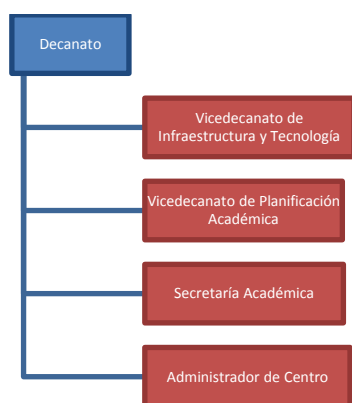 Decanato
Vicedecanato de
Infraestructura y Tecnología
Vicedecanato de Planificación
Académica
Secretaría Académica
Administrador de Centro